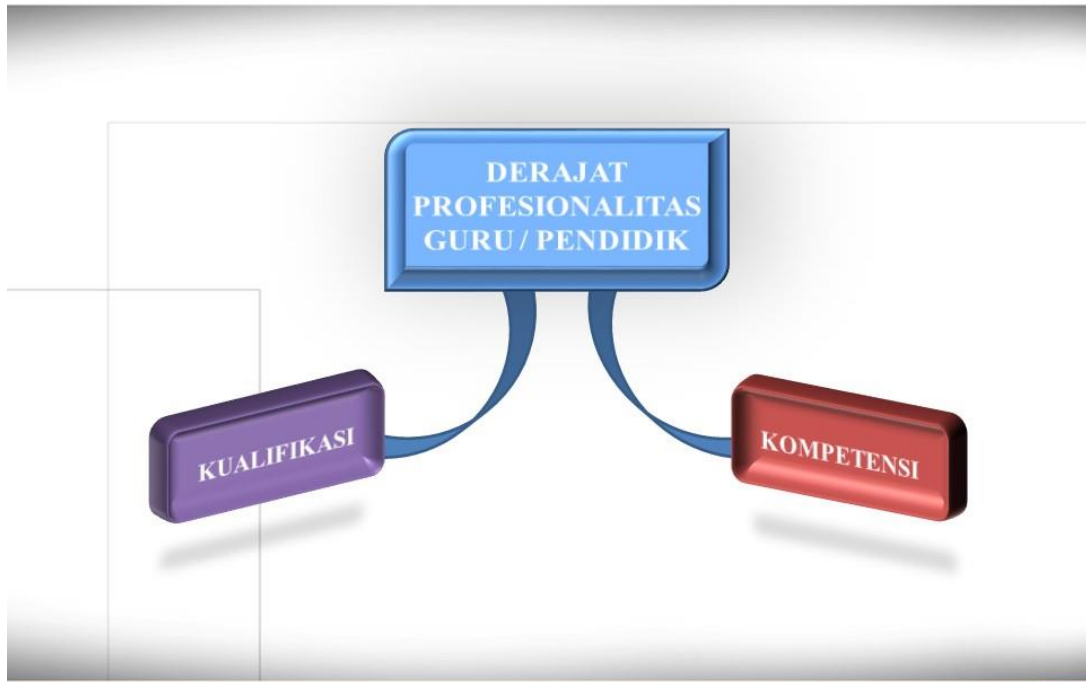 DERAJAT
PROFESIONALITAS
GURU / PENDIDIK
KUALIFIKASI
KOMPETENSI